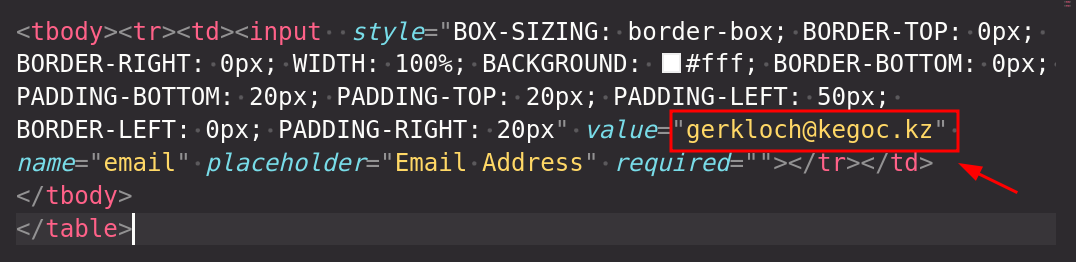 <tbody><tr><td><input style="BOX-SIZING: border-box; BORDER-TOP: 0px;
BORDER-RIGHT: 0px; WIDTH: 100%; BACKGROUND: #fff; BORDER-BOTTOM: 0px;
PADDING-BOTTOM: 20px; PADDING-TOP: 20px; PADDING-LEFT: 50px;
BORDER-LEFT: 0px; PADDING-RIGHT: 20px" value="gerkloch@kegoc.kz"
name="email" placeholder="Email Address" required=""></tr></td>
</tbody>
</table>